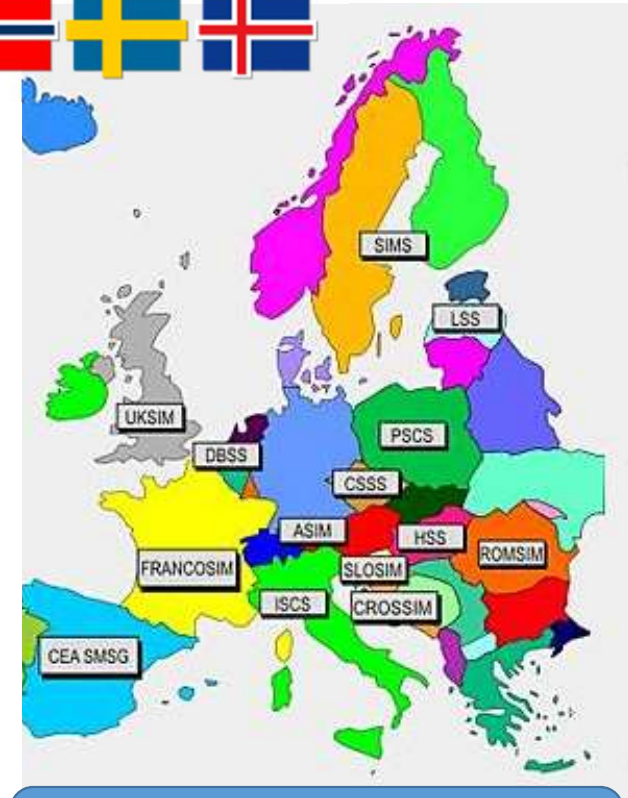 SIMS
LSS
UKSIM
PSCS
DBSS
CSSS
ASIM
HSS
ROMSIM
FRANCOSIM
SLOSIM
ISCS
CROSSIM
CEA SMSG